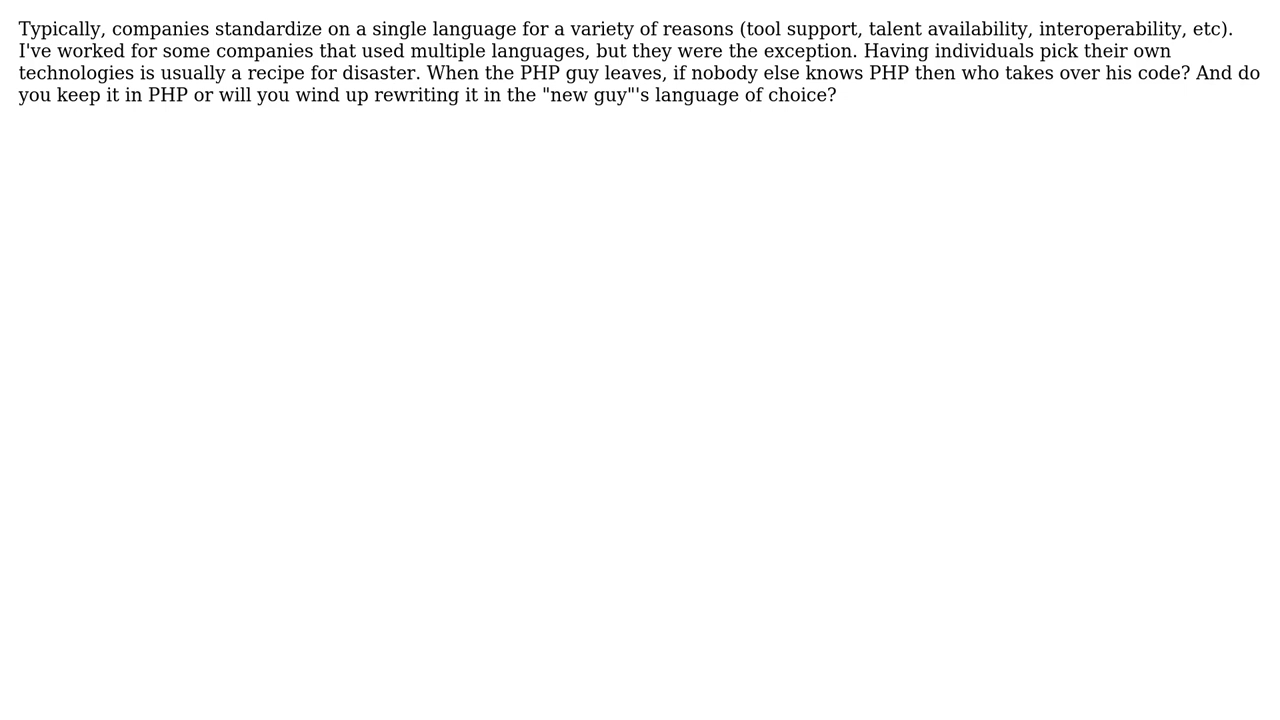 Typically, companies standardize on a single language for a variety of reasons (tool support, talent availability, interoperability, etc).
I've worked for some companies that used multiple languages, but they were the exception. Having individuals pick their own
technologies is usually a recipe for disaster. When the PHP guy leaves, if nobody else knows PHP then who takes over his code? And do
you keep it in PHP or will you wind up rewriting it in the "new guy"'s language of choice?